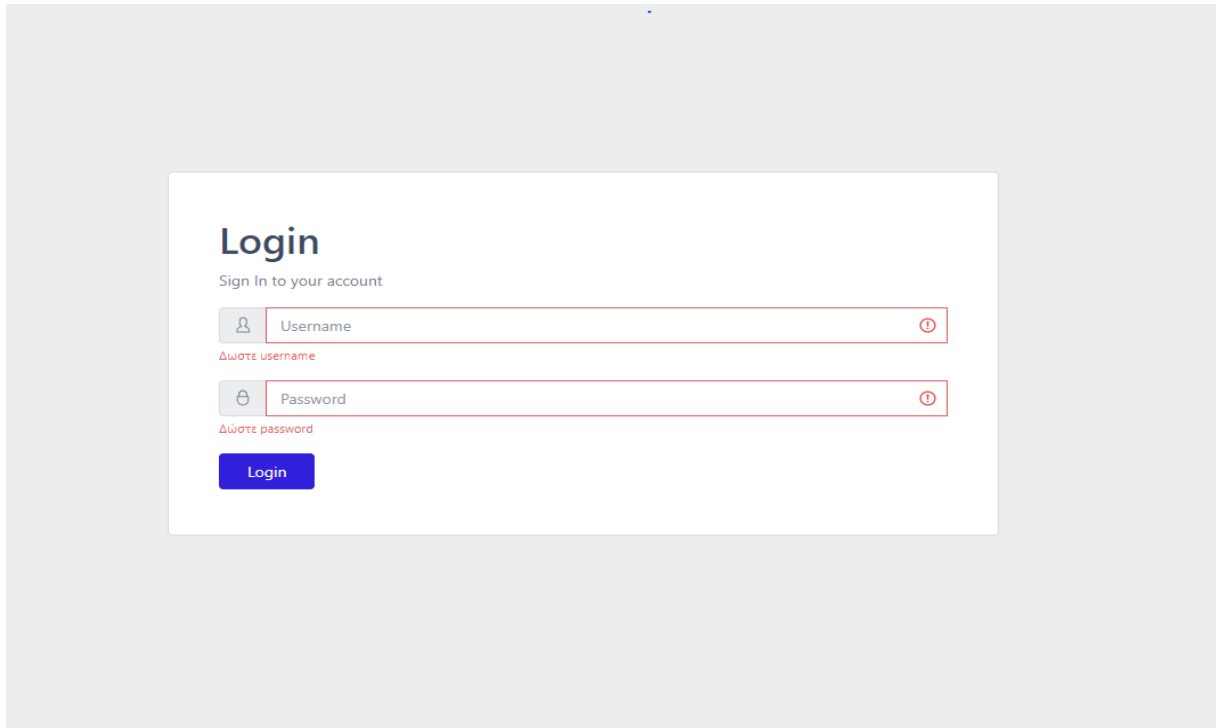 Login
Sign In to your account
Username
Δωστε username
Password
Δώστε password
Login